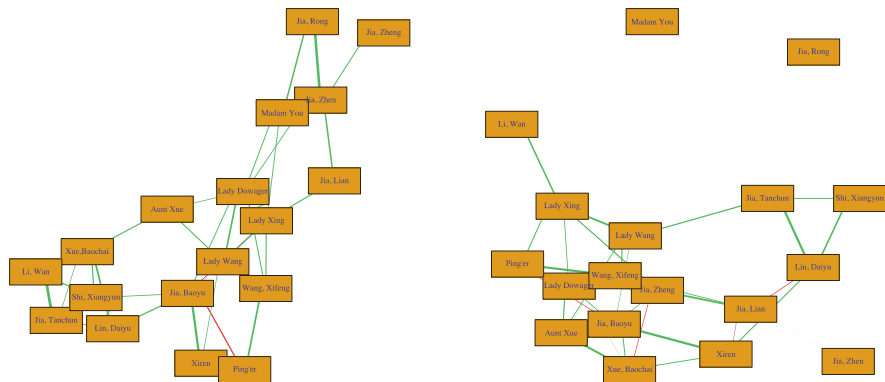 Jia, Rong
Jia, Zheng
Jia, Zhen
Madam You
Jia, Lian
Lady Dowager
Aunt Xue
Lady Xing
Xue,Baochai
Lady Wang
Li, Wan
Wang, Xifeng
Shi, Xiangyun
Jia, Baoyu
Jia, Tanchun
Lin, Daiyu
Xiren
Ping'er
Madam You
Jia, Rong
Li, Wan
Jia, Tanchun
Shi, Xiangyun
Lady Xing
Lady Wang
Ping'er
Lin, Daiyu
Wang, Xifeng
Lady Dowager
Jia, Zheng
Jia, Lian
Jia, Baoyu
Aunt Xue
Xiren
Jia, Zhen
Xue, Baochai